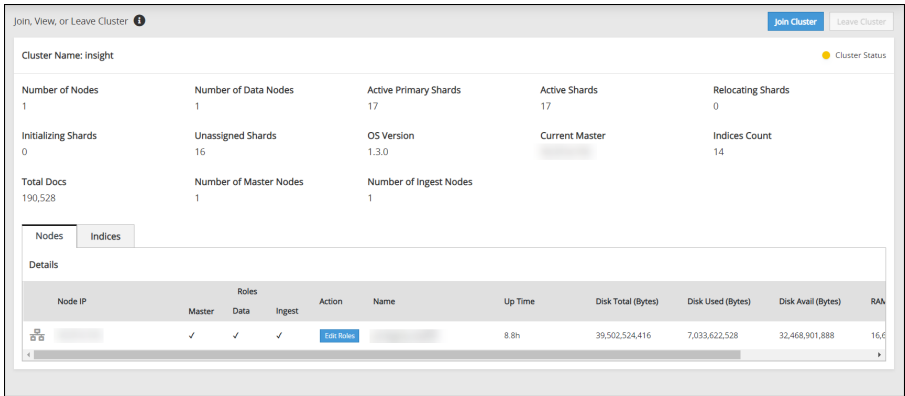 Join, View, or Leave Cluster
Join Cluster Leave Cluster
Cluster Name: insight
Cluster Status
Number of Nodes Number of Data Nodes Active Primary Shards Active Shards Relocating Shards
1 1 17 17 0
Initializing Shards Unassigned Shards OS Version Current Master Indices Count
0 16 1.3.0 14
Total Docs Number of Master Nodes Number of Ingest Nodes
190,528 1 1
Nodes Indices
Details
Node IP Roles Action Name Up Time Disk Total (Bytes) Disk Used (Bytes) Disk Avail (Bytes) RAM
Master Data Ingest
✓ ✓ ✓ Edit Roles 8.8h 39,502,524,416 7,033,622,528 32,468,901,888 16,6